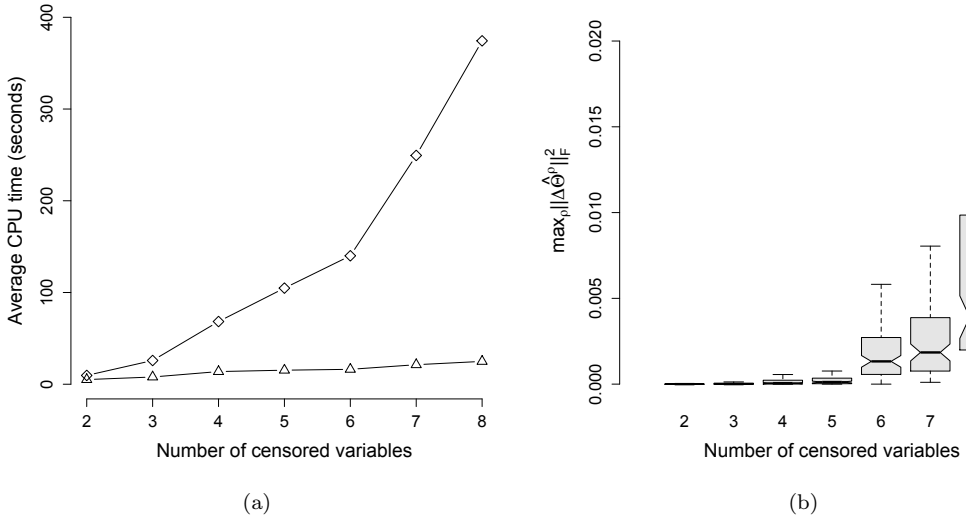 Average CPU time (seconds)
400
300
200
100
0
2 3 4 5 6 7 8
Number of censored variables
(a)
max_ρ||ΔΘ̂^ρ||²_F
0.020
0.015
0.010
0.005
0.000
2 3 4 5 6 7
Number of censored variables
(b)